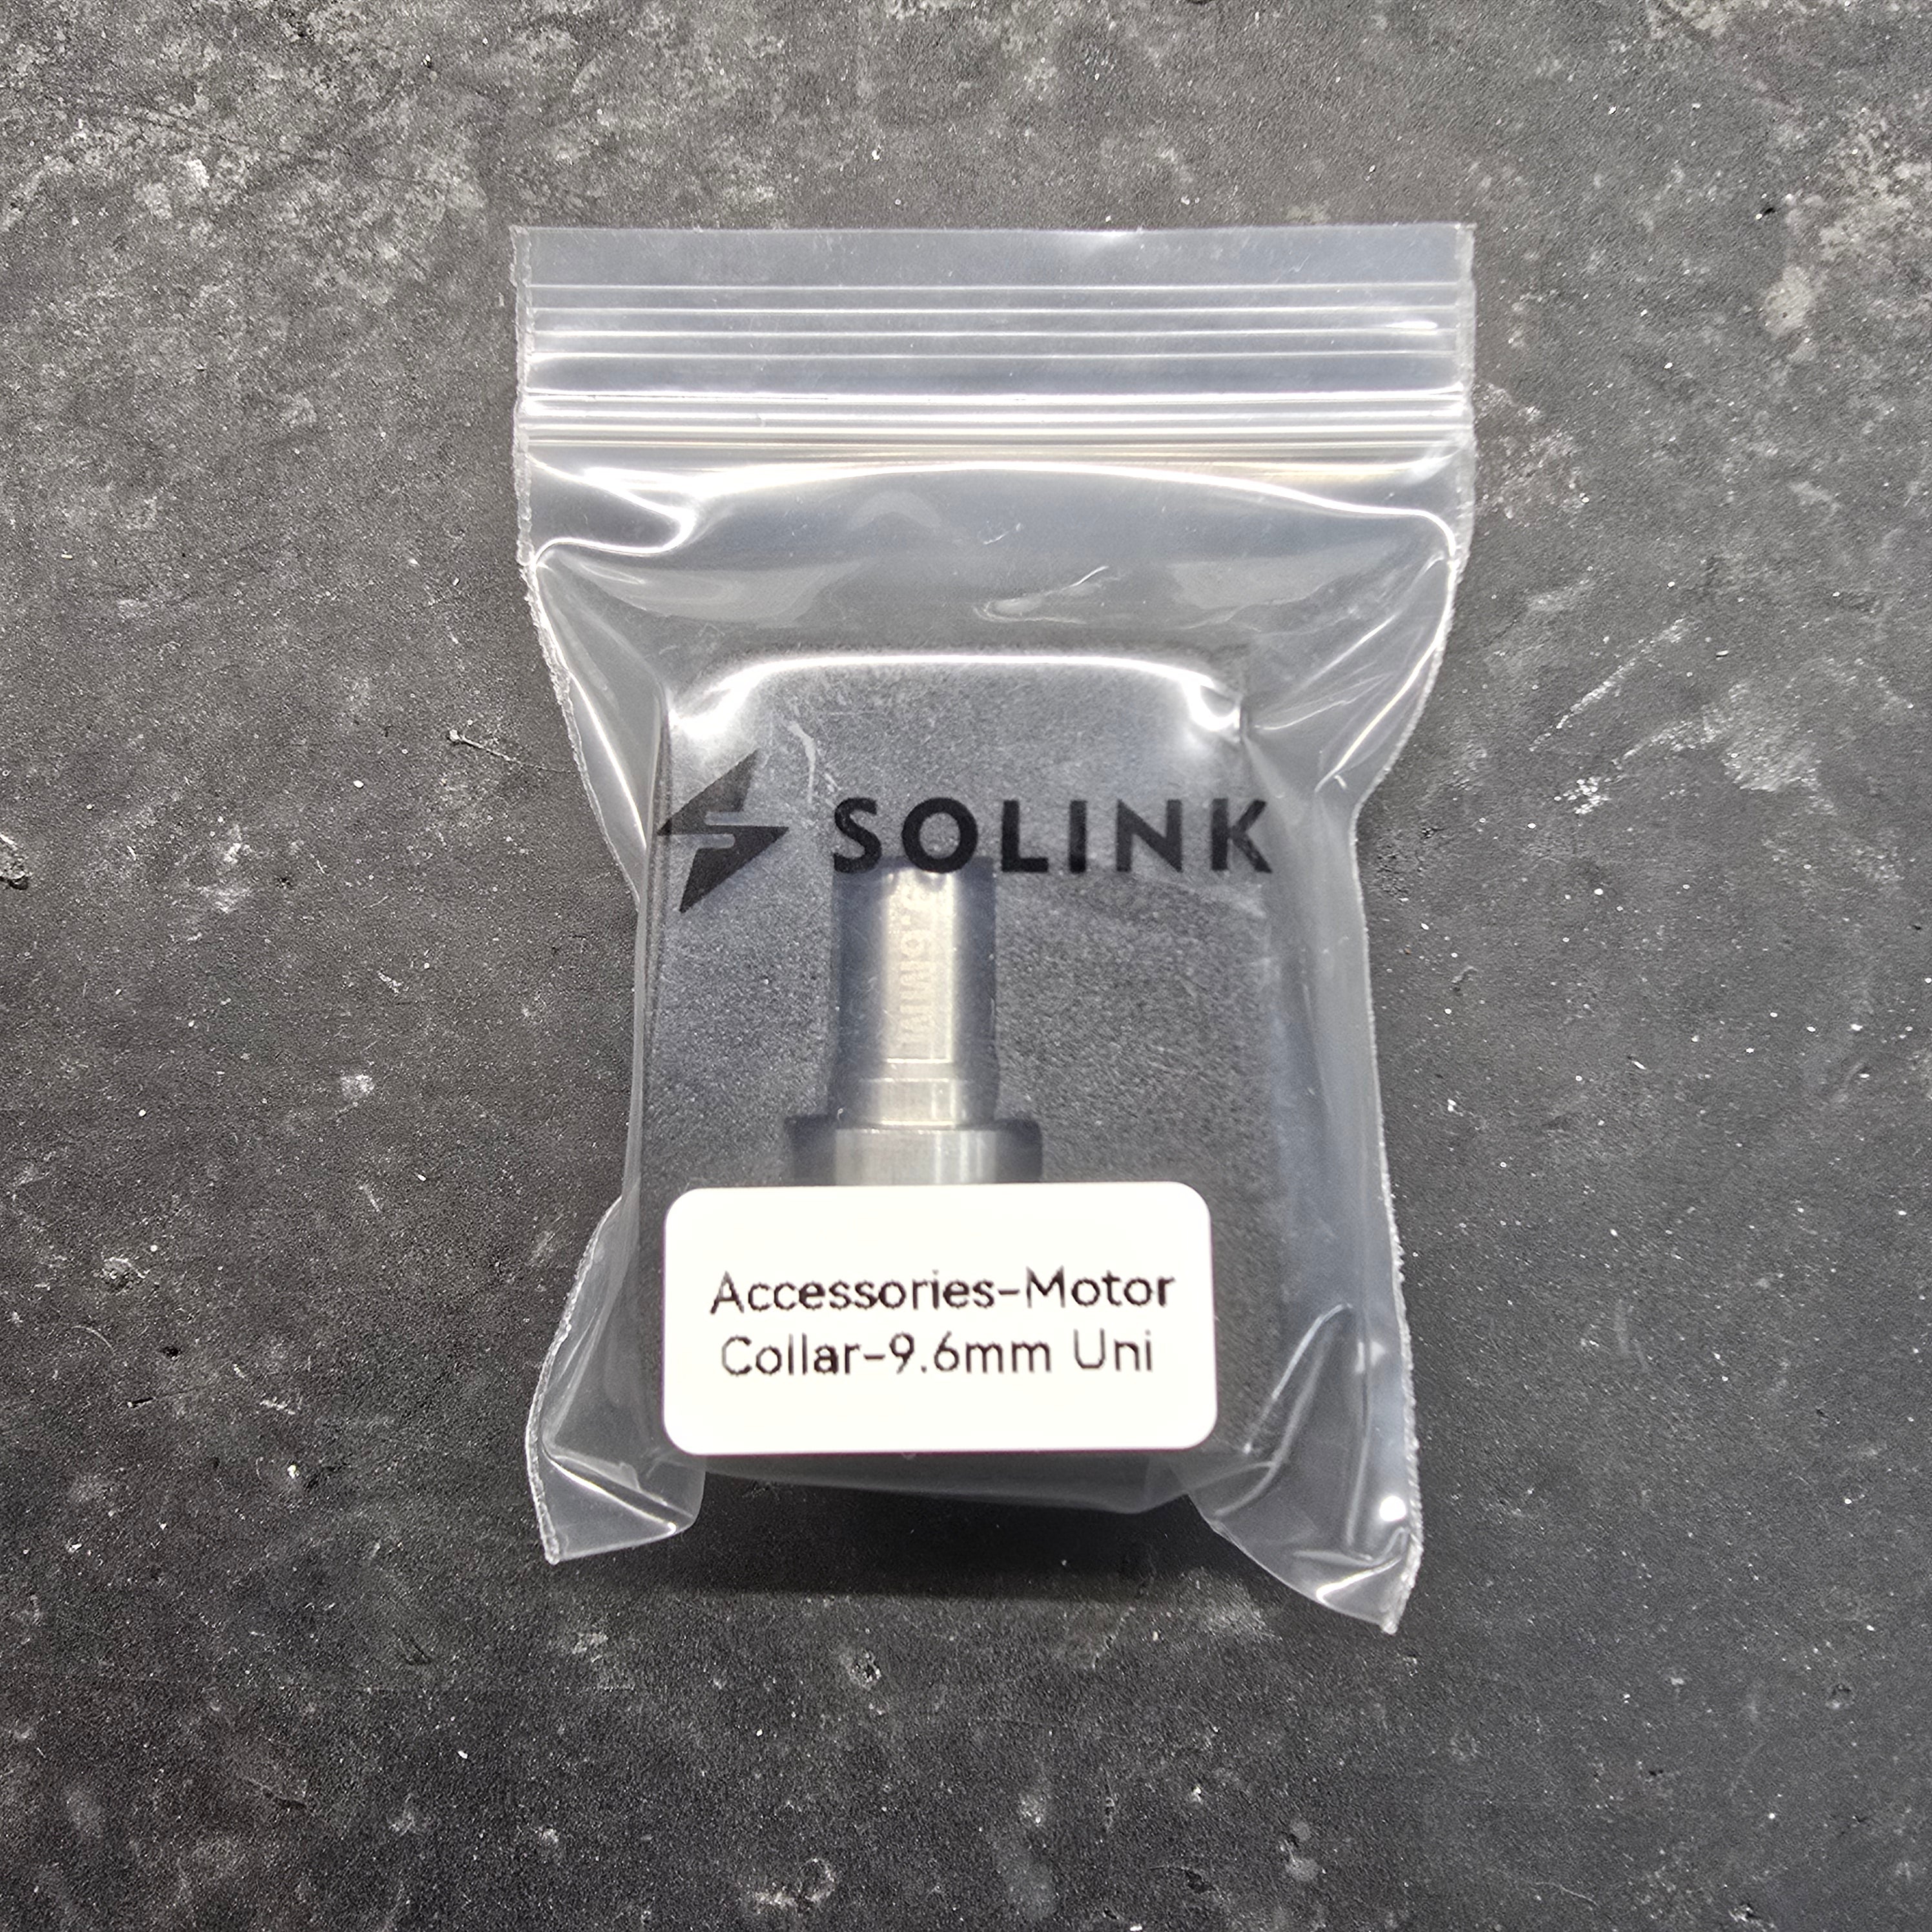 SOLINK
Accessories-Motor
Collar-9.6mm Uni